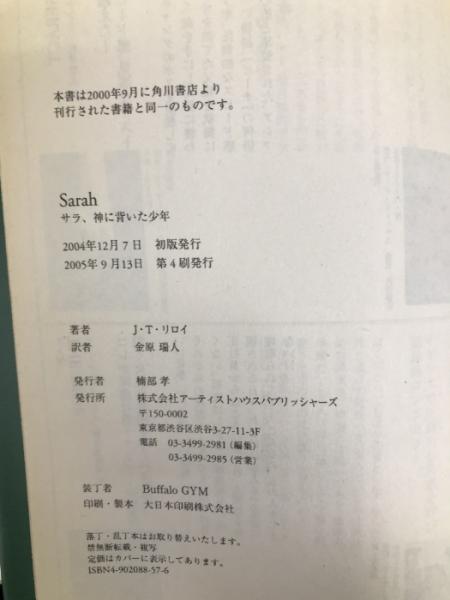 本書は2000年9月に角川書店より
刊行された書籍と同一のものです。
Sarah
サラ、神に背いた少年
2004年12月7日 初版発行
2005年9月13日 第4刷発行
著者 J・T・リロイ
訳者 金原 瑞人
発行者 楠部 孝
発行所 株式会社アーティストハウスパブリッシャーズ
〒150-0002
東京都渋谷区渋谷3-27-11-3F
電話 03-3499-2981（編集）
03-3499-2985（営業）
装丁者 Buffalo GYM
印刷・製本 大日本印刷株式会社
落丁・乱丁本はお取り替えいたします。
禁無断転載・複写
定価はカバーに表示してあります。
ISBN4-902088-57-6